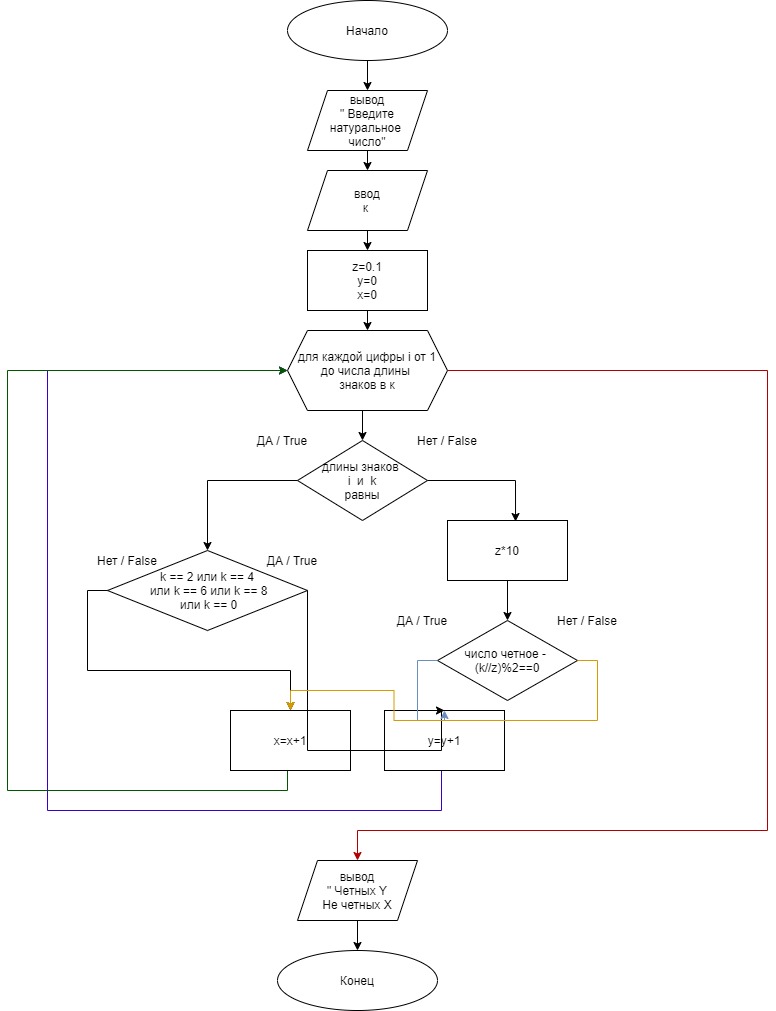 Начало
вывод
" Введите
натуральное
число"
ввод
к
z=0.1
y=0
x=0
для каждой цифры i от 1
до числа длины
знаков в к
ДА / True
Нет / False
длины знаков
i и k
равны
z*10
Нет / False
ДА / True
k == 2 или k == 4
или k == 6 или k == 8
или k == 0
ДА / True
Нет / False
число четное -
(k//z)%2==0
x=x+1
y=y+1
вывод
" Четных Y
Не четных X
Конец